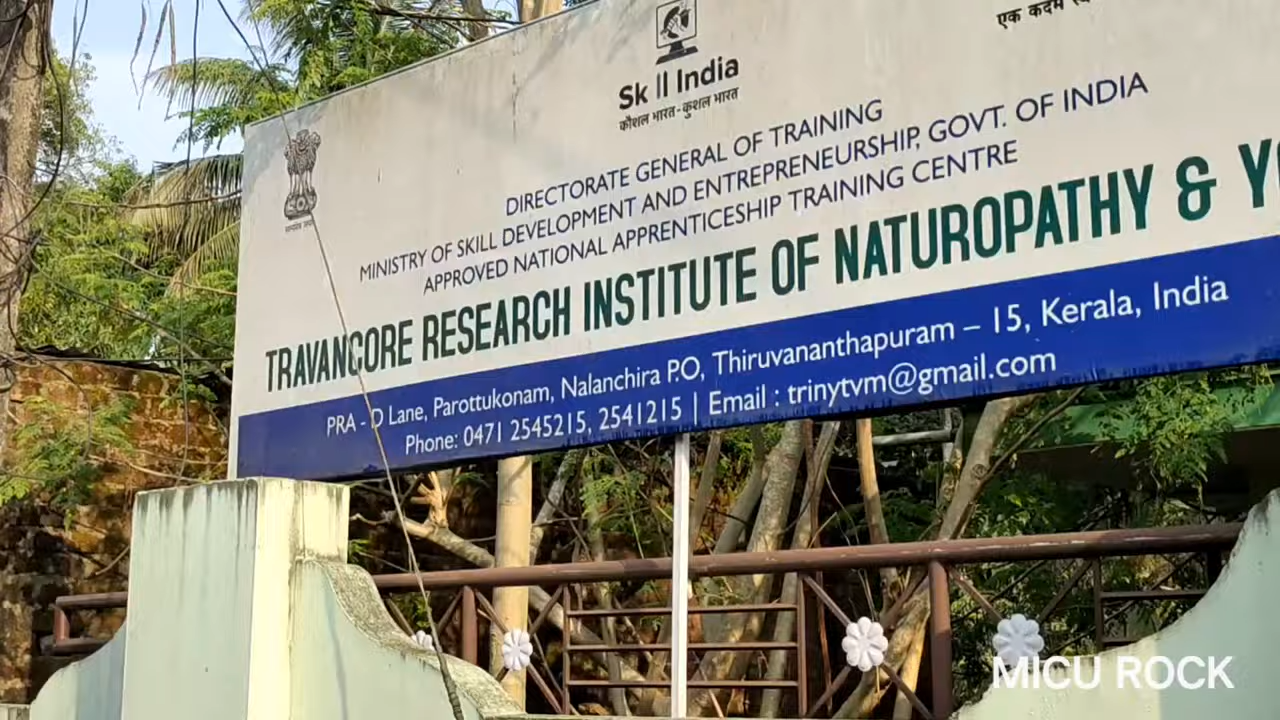 एक कदम
Sk ll India
कौशल भारत-कुशल भारत
DIRECTORATE GENERAL OF TRAINING
MINISTRY OF SKILL DEVELOPMENT AND ENTREPRENEURSHIP, GOVT. OF INDIA
APPROVED NATIONAL APPRENTICESHIP TRAINING CENTRE
TRAVANCORE RESEARCH INSTITUTE OF NATUROPATHY & YO
PRA - D Lane, Parottukonam, Nalanchira P.O, Thiruvananthapuram – 15, Kerala, India
Phone: 0471 2545215, 2541215 | Email : trinytvm@gmail.com
MICU ROCK